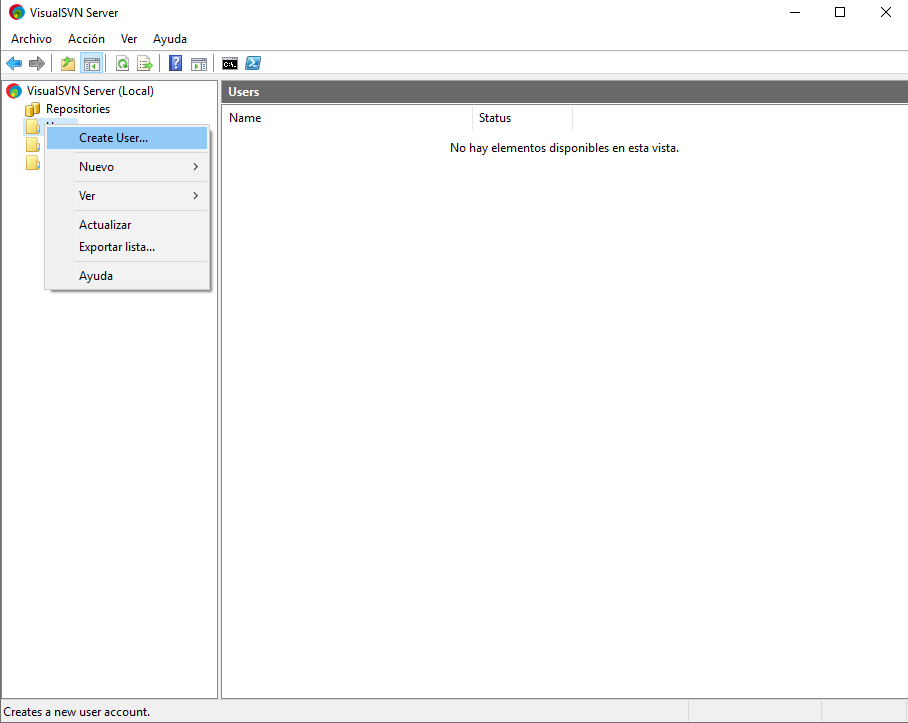 VisualSVN Server
Archivo Acción Ver Ayuda
VisualSVN Server (Local)
Repositories
Create User...
Nuevo
Ver
Actualizar
Exportar lista...
Ayuda
Users
Name Status
No hay elementos disponibles en esta vista.
Creates a new user account.